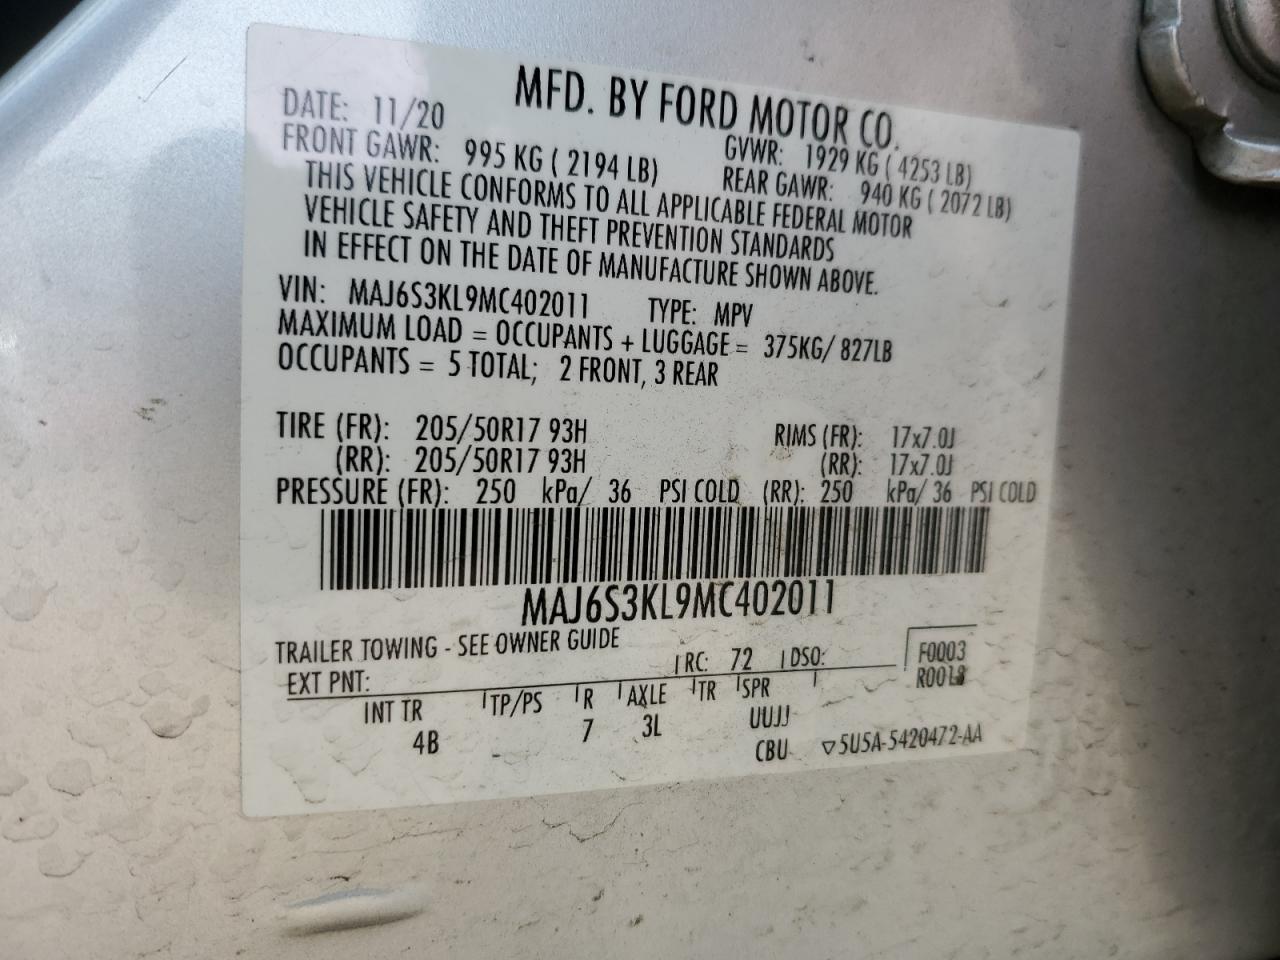 MFD. BY FORD MOTOR CO.
DATE: 11/20 GVWR: 1929 KG ( 4253 LB)
FRONT GAWR: 995 KG ( 2194 LB) REAR GAWR: 940 KG ( 2072 LB)
THIS VEHICLE CONFORMS TO ALL APPLICABLE FEDERAL MOTOR
VEHICLE SAFETY AND THEFT PREVENTION STANDARDS
IN EFFECT ON THE DATE OF MANUFACTURE SHOWN ABOVE.
VIN: MAJ6S3KL9MC402011 TYPE: MPV
MAXIMUM LOAD = OCCUPANTS + LUGGAGE = 375KG/ 827LB
OCCUPANTS = 5 TOTAL; 2 FRONT, 3 REAR
TIRE (FR): 205/50R17 93H RIMS (FR): 17x7.0J
(RR): 205/50R17 93H (RR): 17x7.0J
PRESSURE (FR): 250 kPa/ 36 PSI COLD (RR): 250 kPa/ 36 PSI COLD
MAJ6S3KL9MC402011
TRAILER TOWING - SEE OWNER GUIDE
EXT PNT: RC: 72 DSO: F0003
INT TR TP/PS R AXLE TR SPR
4B 7 3L UUJJ
CBU ▽5U5A-5420472-AA